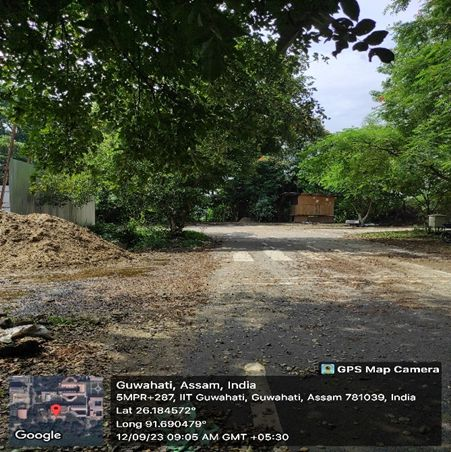 GPS Map Camera
Guwahati, Assam, India
5MPR+287, IIT Guwahati, Guwahati, Assam 781039, India
Lat 26.184572°
Long 91.690479°
12/09/23 09:05 AM GMT +05:30
Google